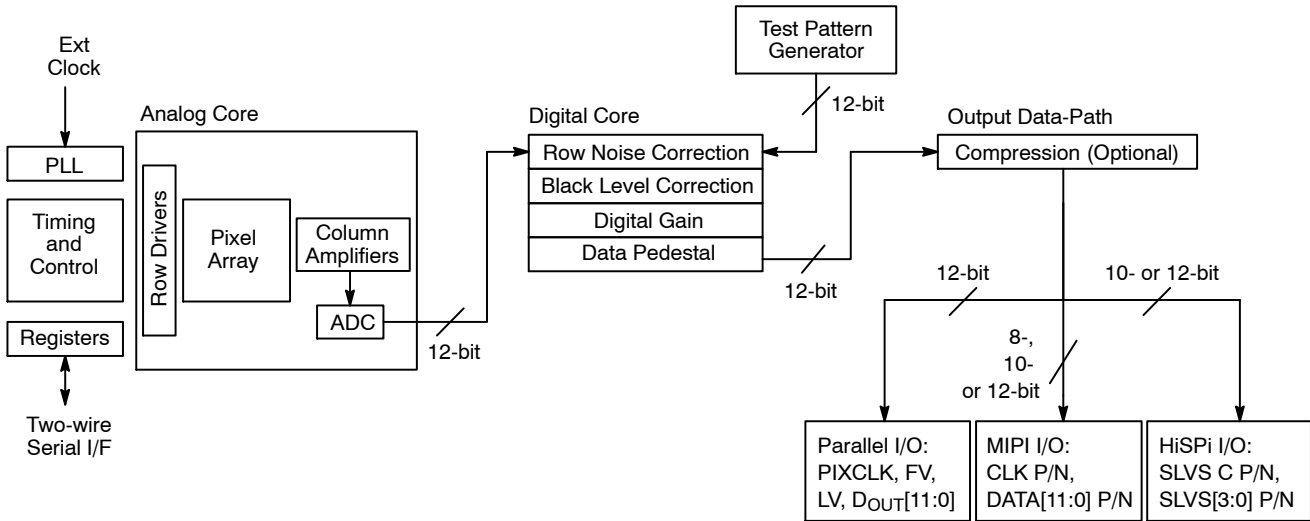 Ext
Clock
PLL
Timing
and
Control
Registers
Two-wire
Serial I/F
Analog Core
Row Drivers
Pixel
Array
Column
Amplifiers
ADC
12-bit
Digital Core
Row Noise Correction
Black Level Correction
Digital Gain
Data Pedestal
Test Pattern
Generator
12-bit
12-bit
Output Data-Path
Compression (Optional)
12-bit
8-,
10-
or 12-bit
10- or 12-bit
Parallel I/O:
PIXCLK, FV,
LV, DOUT[11:0]
MIPI I/O:
CLK P/N,
DATA[11:0] P/N
HiSPi I/O:
SLVS C P/N,
SLVS[3:0] P/N